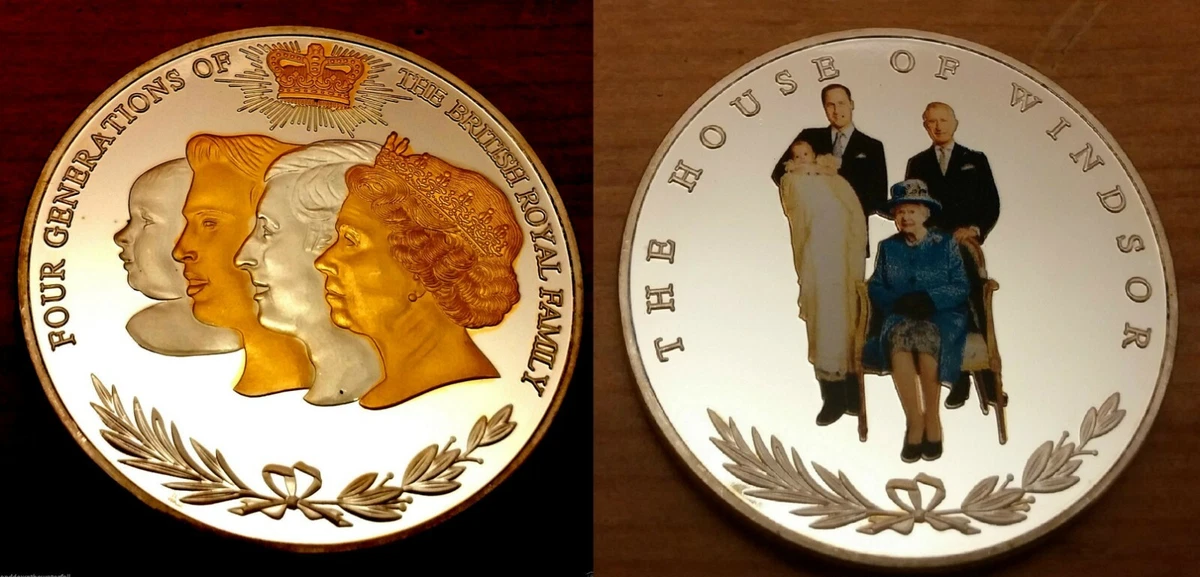 FOUR GENERATIONS OF THE BRITISH ROYAL FAMILY
THE HOUSE OF WINDSOR